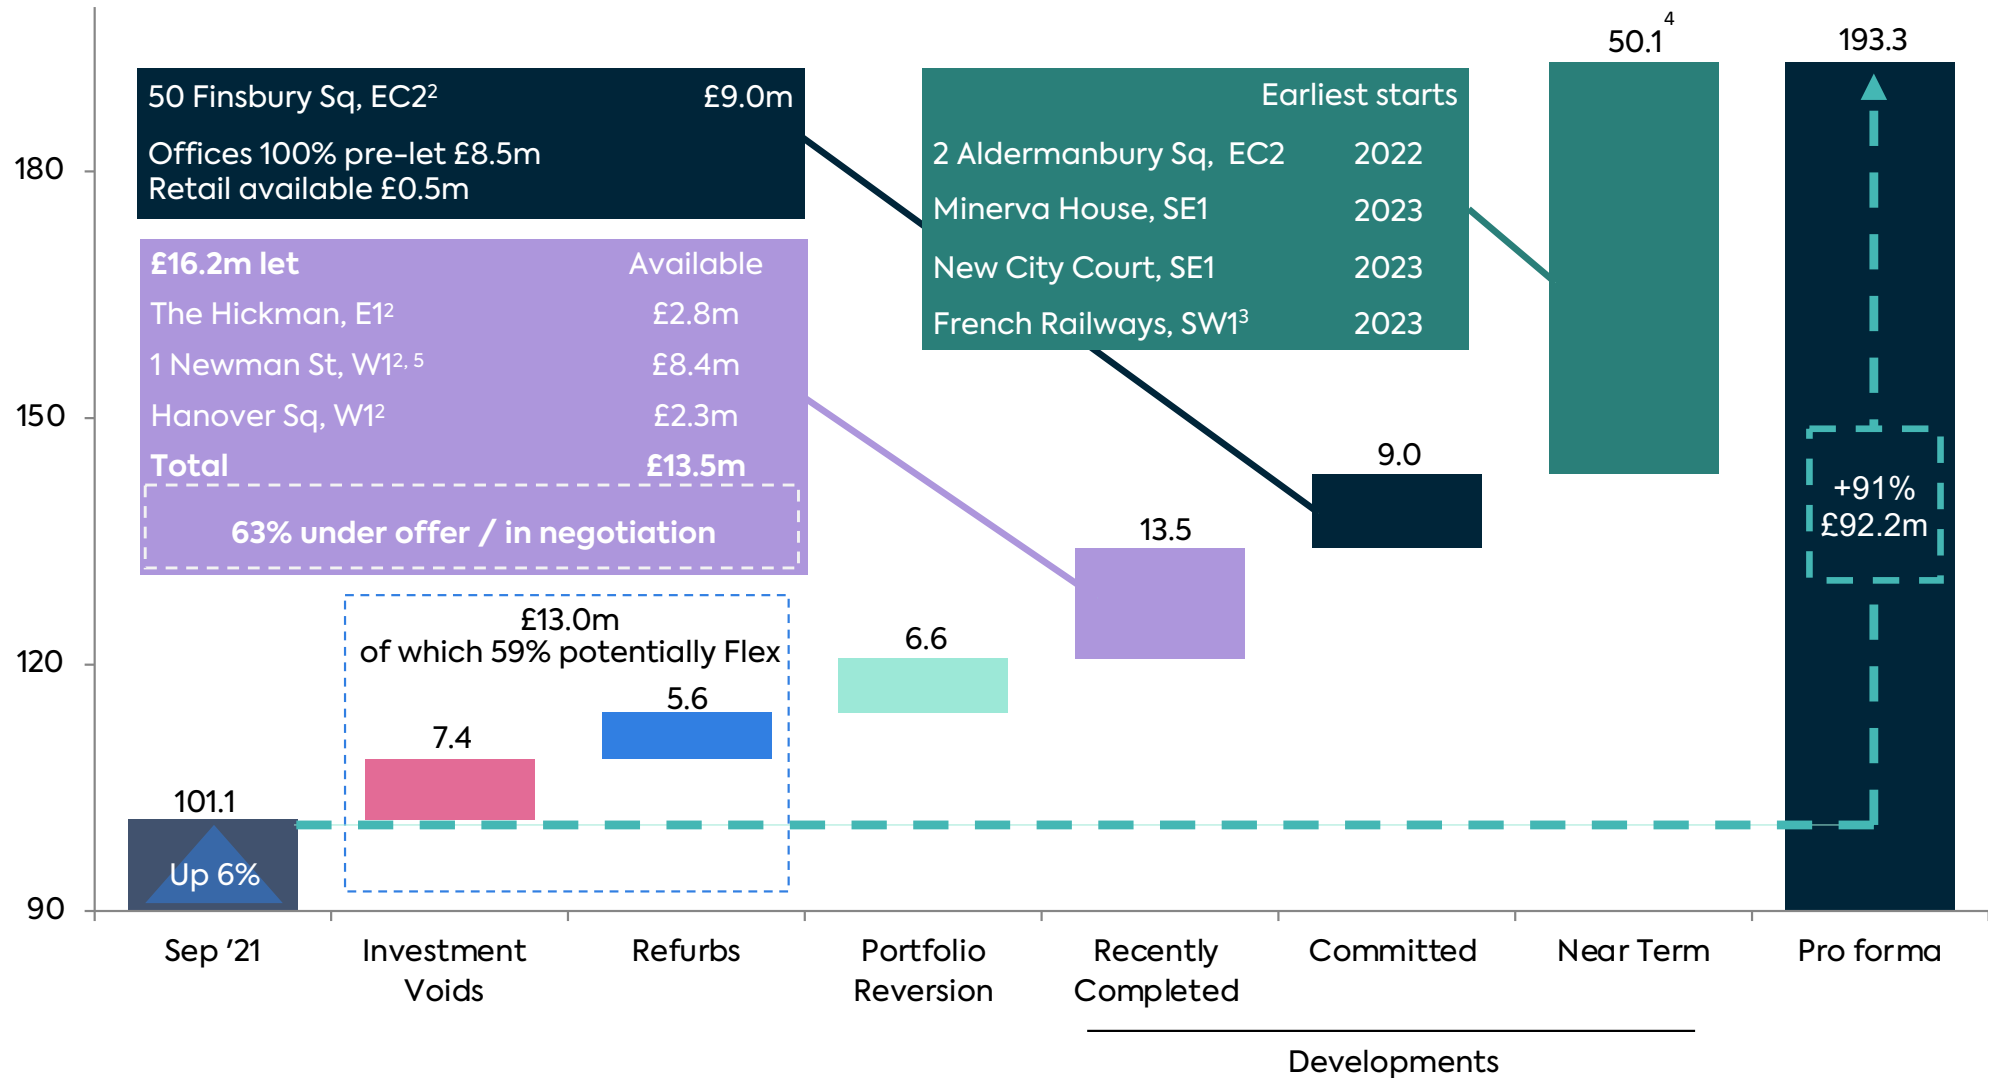 50.1⁴
193.3
50 Finsbury Sq, EC2² £9.0m
Offices 100% pre-let £8.5m
Retail available £0.5m
Earliest starts
2 Aldermanbury Sq, EC2 2022
Minerva House, SE1 2023
New City Court, SE1 2023
French Railways, SW1³ 2023
£16.2m let Available
The Hickman, E1² £2.8m
1 Newman St, W1²˒ ⁵ £8.4m
Hanover Sq, W1² £2.3m
Total £13.5m
63% under offer / in negotiation
£13.0m
of which 59% potentially Flex
180
150
120
90
101.1
Up 6%
7.4
5.6
6.6
13.5
9.0
+91%
£92.2m
Sep '21
Investment
Voids
Refurbs
Portfolio
Reversion
Recently
Completed
Committed
Near Term
Pro forma
Developments